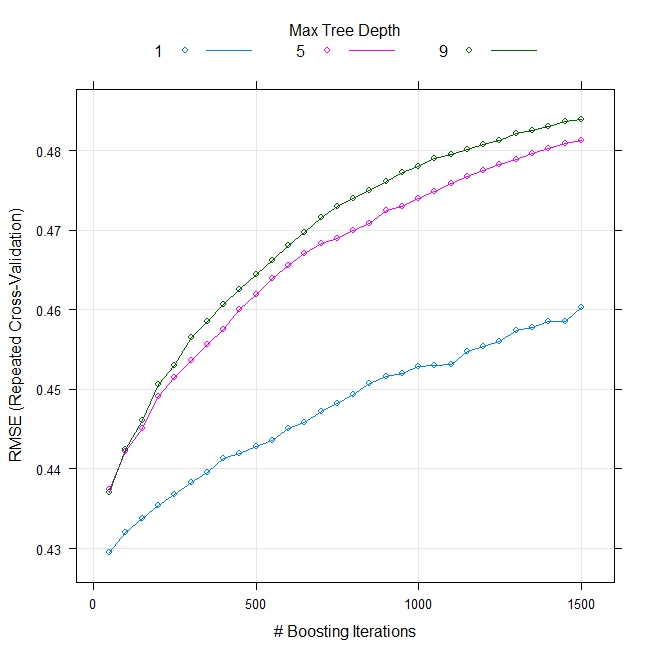 Max Tree Depth
1 5 9
0.48
0.47
0.46
0.45
0.44
0.43
RMSE (Repeated Cross-Validation)
0 500 1000 1500
# Boosting Iterations